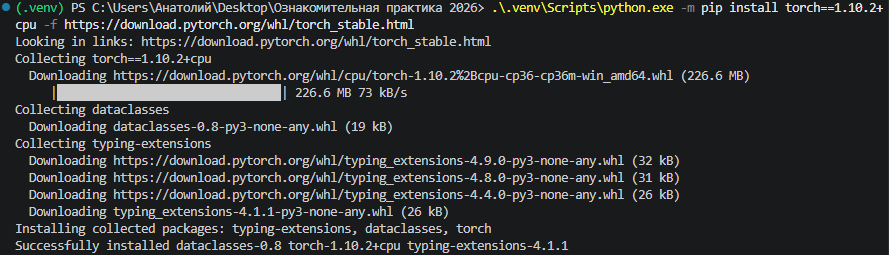 (.venv) PS C:\Users\Анатолий\Desktop\Ознакомительная практика 2026> .\.venv\Scripts\python.exe -m pip install torch==1.10.2+
cpu -f https://download.pytorch.org/whl/torch_stable.html
Looking in links: https://download.pytorch.org/whl/torch_stable.html
Collecting torch==1.10.2+cpu
  Downloading https://download.pytorch.org/whl/cpu/torch-1.10.2%2Bcpu-cp36-cp36m-win_amd64.whl (226.6 MB)
     |████████████████████████████████| 226.6 MB 73 kB/s
Collecting dataclasses
  Downloading dataclasses-0.8-py3-none-any.whl (19 kB)
Collecting typing-extensions
  Downloading https://download.pytorch.org/whl/typing_extensions-4.9.0-py3-none-any.whl (32 kB)
  Downloading https://download.pytorch.org/whl/typing_extensions-4.8.0-py3-none-any.whl (31 kB)
  Downloading https://download.pytorch.org/whl/typing_extensions-4.4.0-py3-none-any.whl (26 kB)
  Downloading typing_extensions-4.1.1-py3-none-any.whl (26 kB)
Installing collected packages: typing-extensions, dataclasses, torch
Successfully installed dataclasses-0.8 torch-1.10.2+cpu typing-extensions-4.1.1